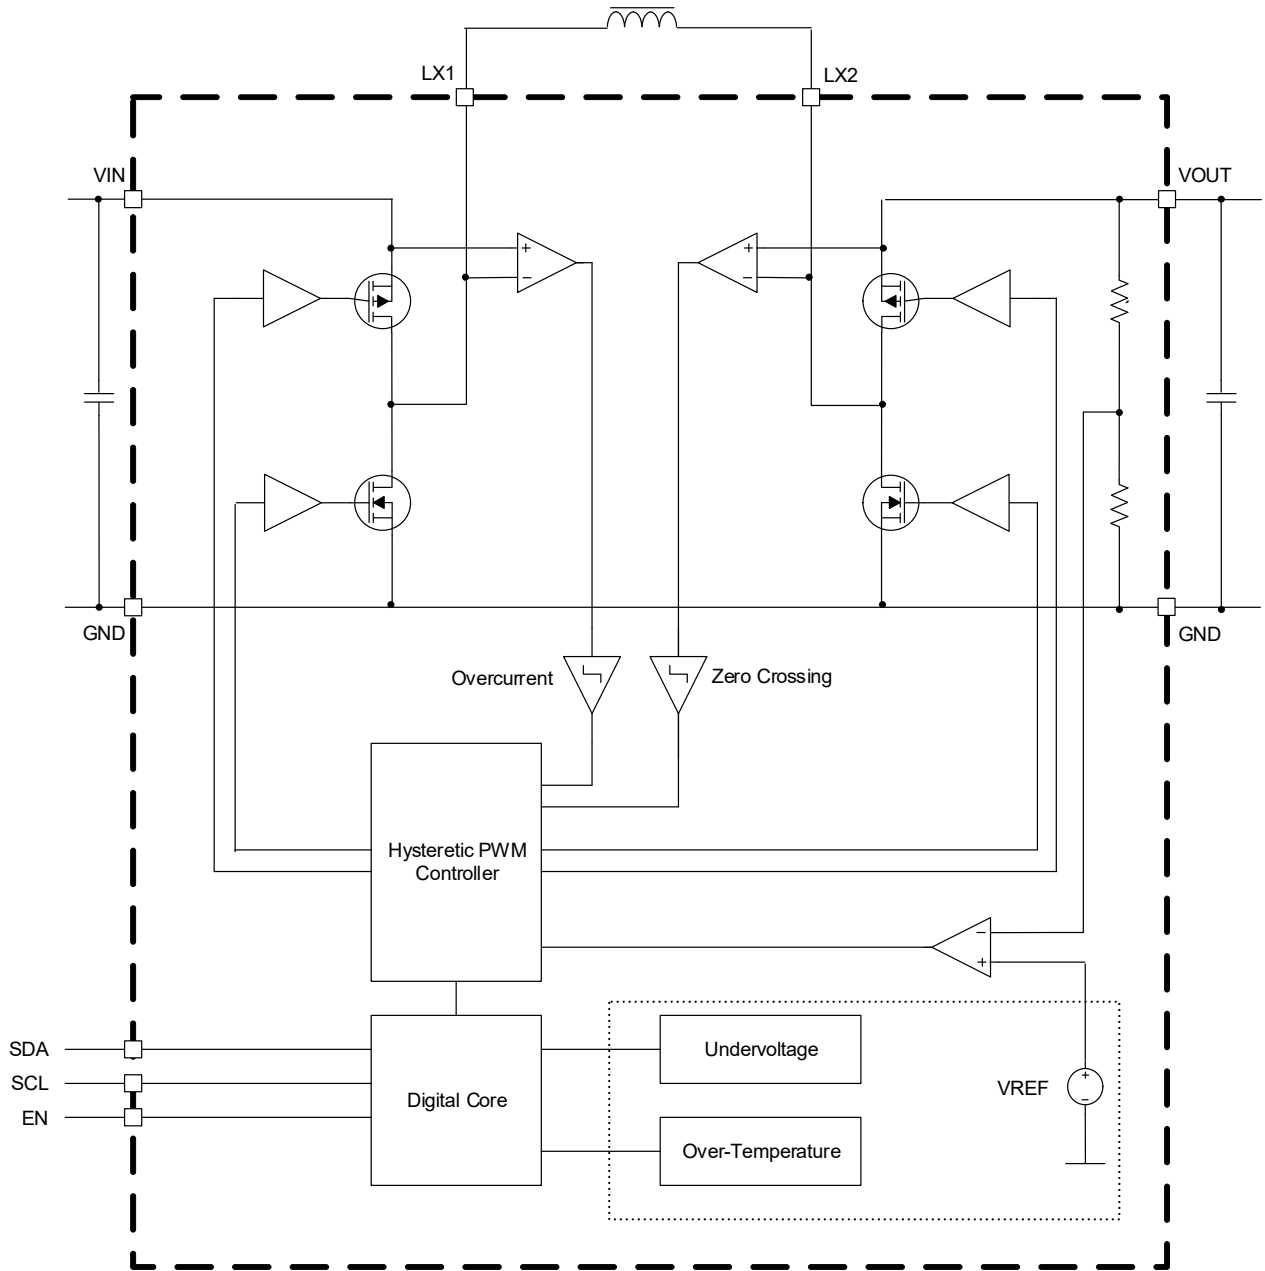 LX1
LX2
VIN
VOUT
+
−
+
−
GND
GND
Overcurrent
Zero Crossing
Hysteretic PWM
Controller
−
+
SDA
SCL
EN
Digital Core
Undervoltage
Over-Temperature
VREF
+
−